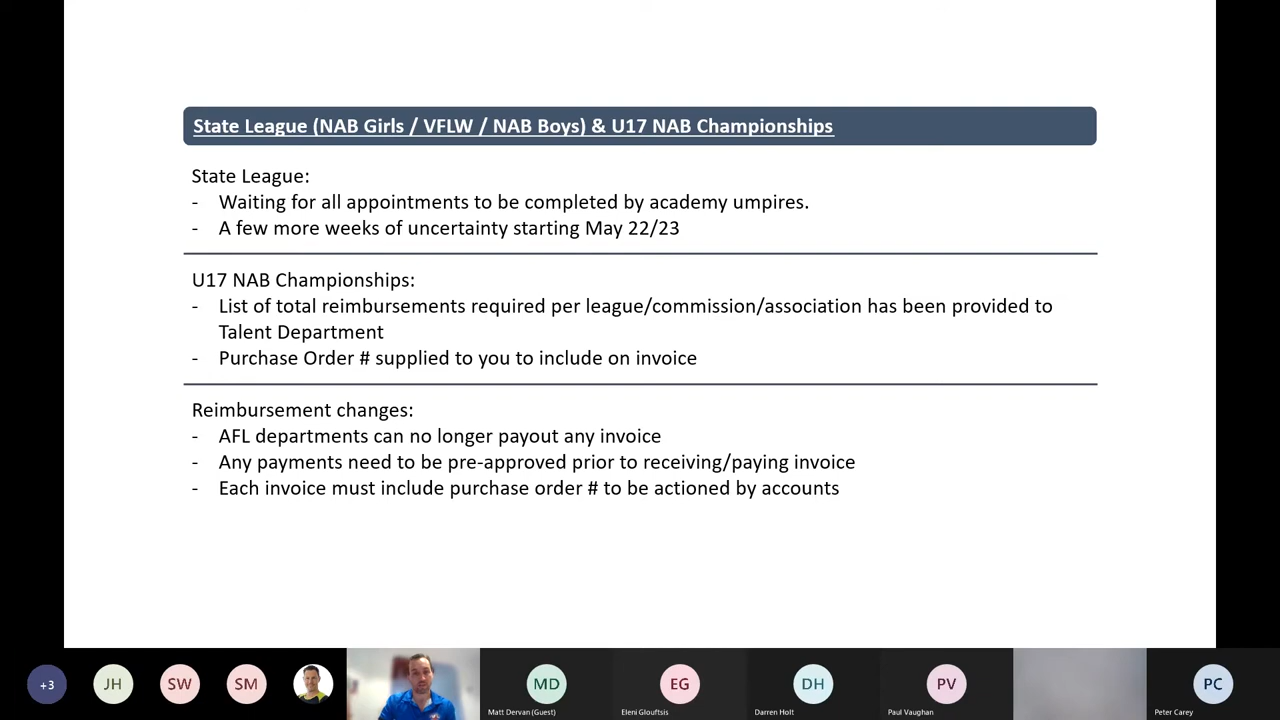 State League (NAB Girls / VFLW / NAB Boys) & U17 NAB Championships
State League:
- Waiting for all appointments to be completed by academy umpires.
- A few more weeks of uncertainty starting May 22/23
U17 NAB Championships:
- List of total reimbursements required per league/commission/association has been provided to
Talent Department
- Purchase Order # supplied to you to include on invoice
Reimbursement changes:
- AFL departments can no longer payout any invoice
- Any payments need to be pre-approved prior to receiving/paying invoice
- Each invoice must include purchase order # to be actioned by accounts
+3 JH SW SM MD EG DH PV PC
Matt Dervan (Guest) Eleni Glouftsis Darren Holt Paul Vaughan Peter Carey